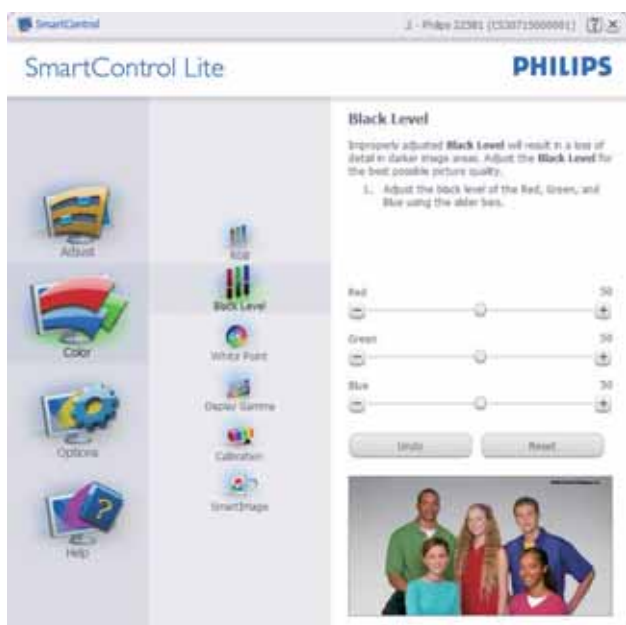 SmartControl
SmartControl Lite
PHILIPS
Adjust
Color
Options
Help
RGB
Black Level
White Point
Display Gamma
Calibration
SmartImage
Black Level
Improperly adjusted Black Level will result in a loss of
detail in darker image areas. Adjust the Black Level for
the best possible picture quality.
1. Adjust the black level of the Red, Green, and
Blue using the slider bars.
Red 50
Green 50
Blue 50
Undo Reset